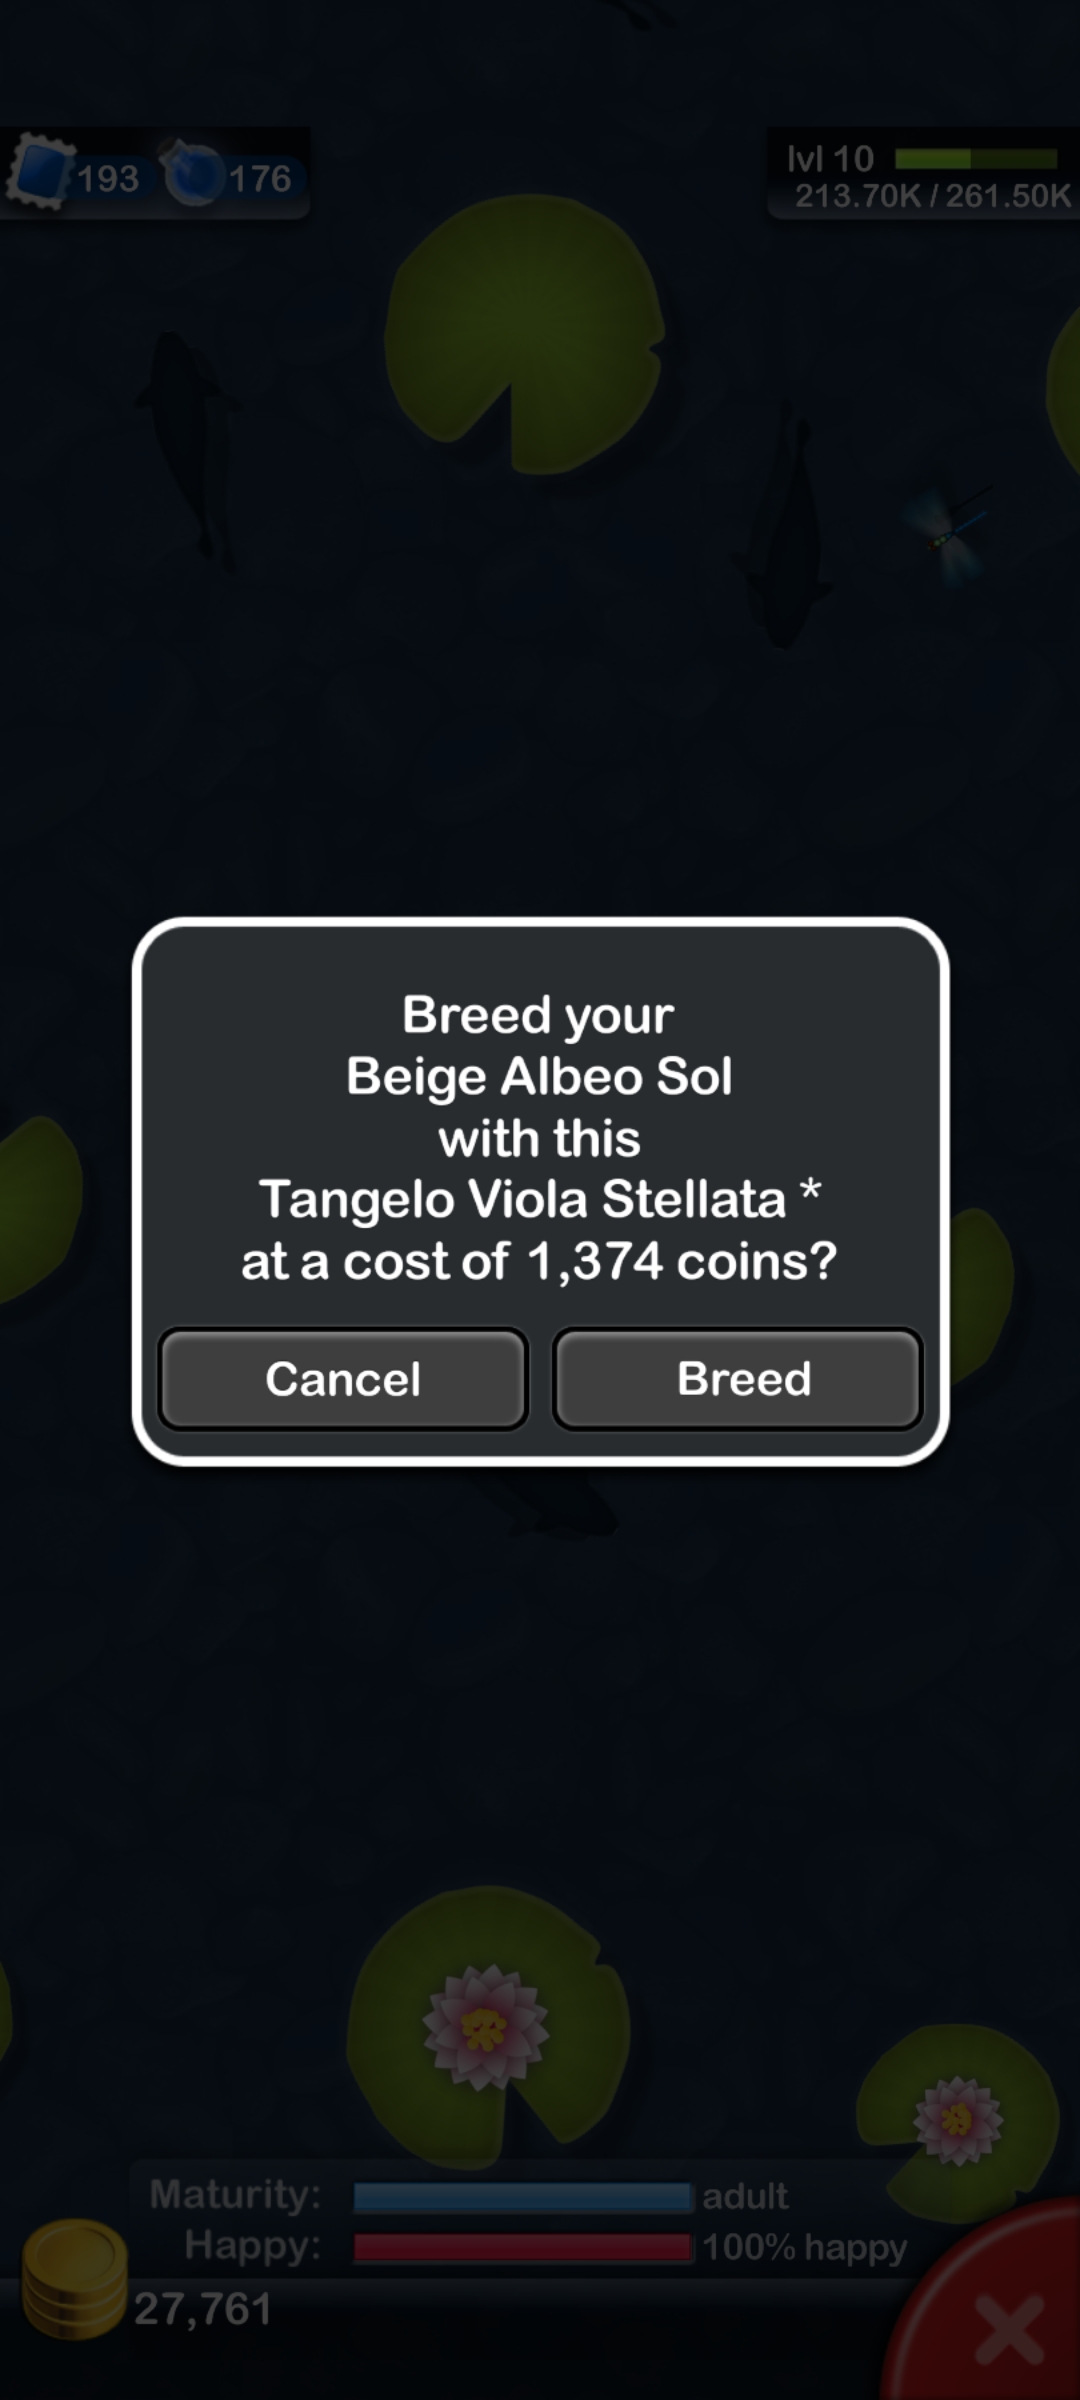 193 176
lvl 10
213.70K / 261.50K
Breed your
Beige Albeo Sol
with this
Tangelo Viola Stellata *
at a cost of 1,374 coins?
Cancel Breed
Maturity: adult
Happy: 100% happy
27,761